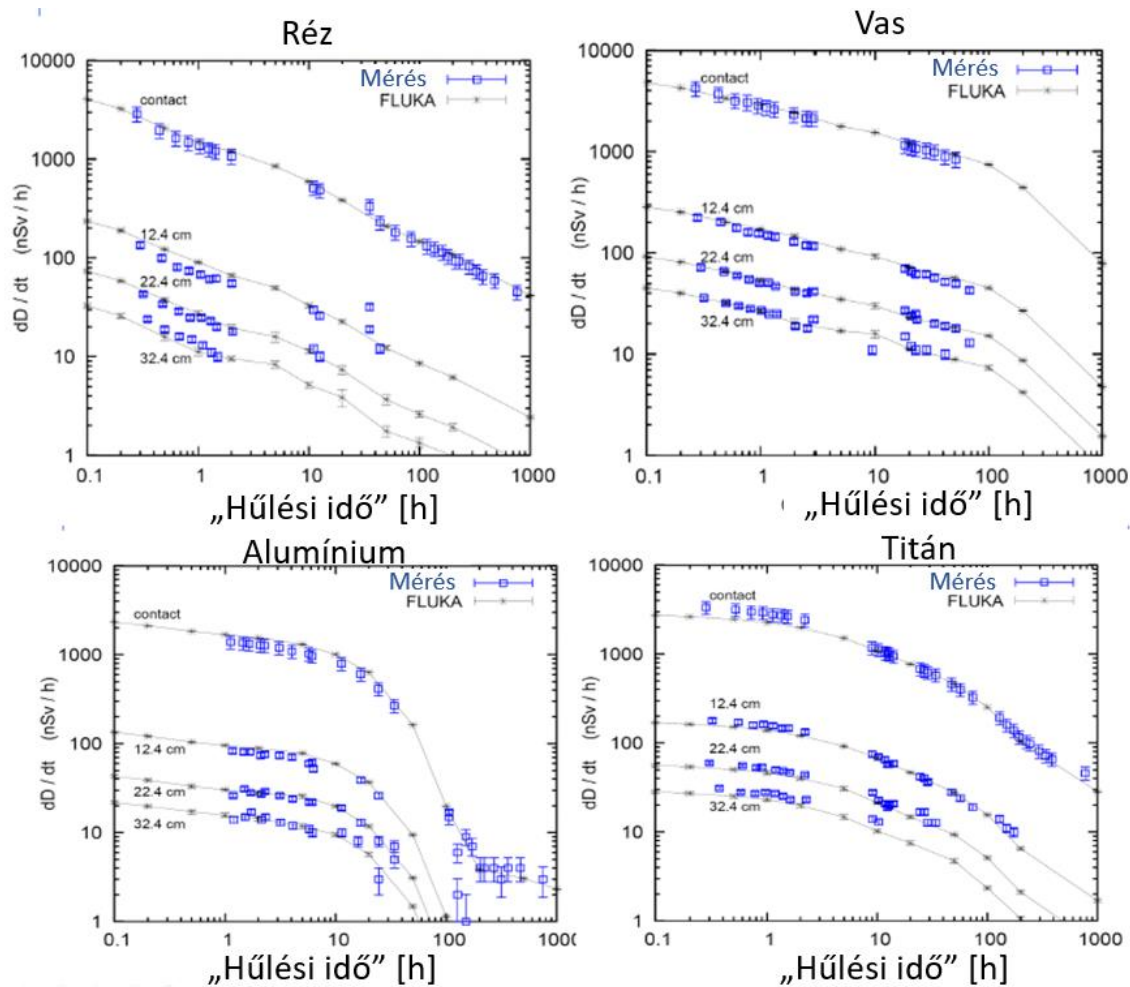 Réz
10000
1000
100
10
1
dD / dt (nSv / h)
contact
12.4 cm
22.4 cm
32.4 cm
Mérés
FLUKA
0.1 1 10 100 1000
„Hűlési idő” [h]
Vas
10000
1000
100
10
1
dD / dt (nSv / h)
contact
12.4 cm
22.4 cm
32.4 cm
Mérés
FLUKA
0.1 1 10 100 1000
„Hűlési idő” [h]
Alumínium
10000
1000
100
10
1
dD / dt (nSv / h)
contact
12.4 cm
22.4 cm
32.4 cm
Mérés
FLUKA
0.1 1 10 100 1000
„Hűlési idő” [h]
Titán
10000
1000
100
10
1
dD / dt (nSv / h)
contact
12.4 cm
22.4 cm
32.4 cm
Mérés
FLUKA
0.1 1 10 100 1000
„Hűlési idő” [h]